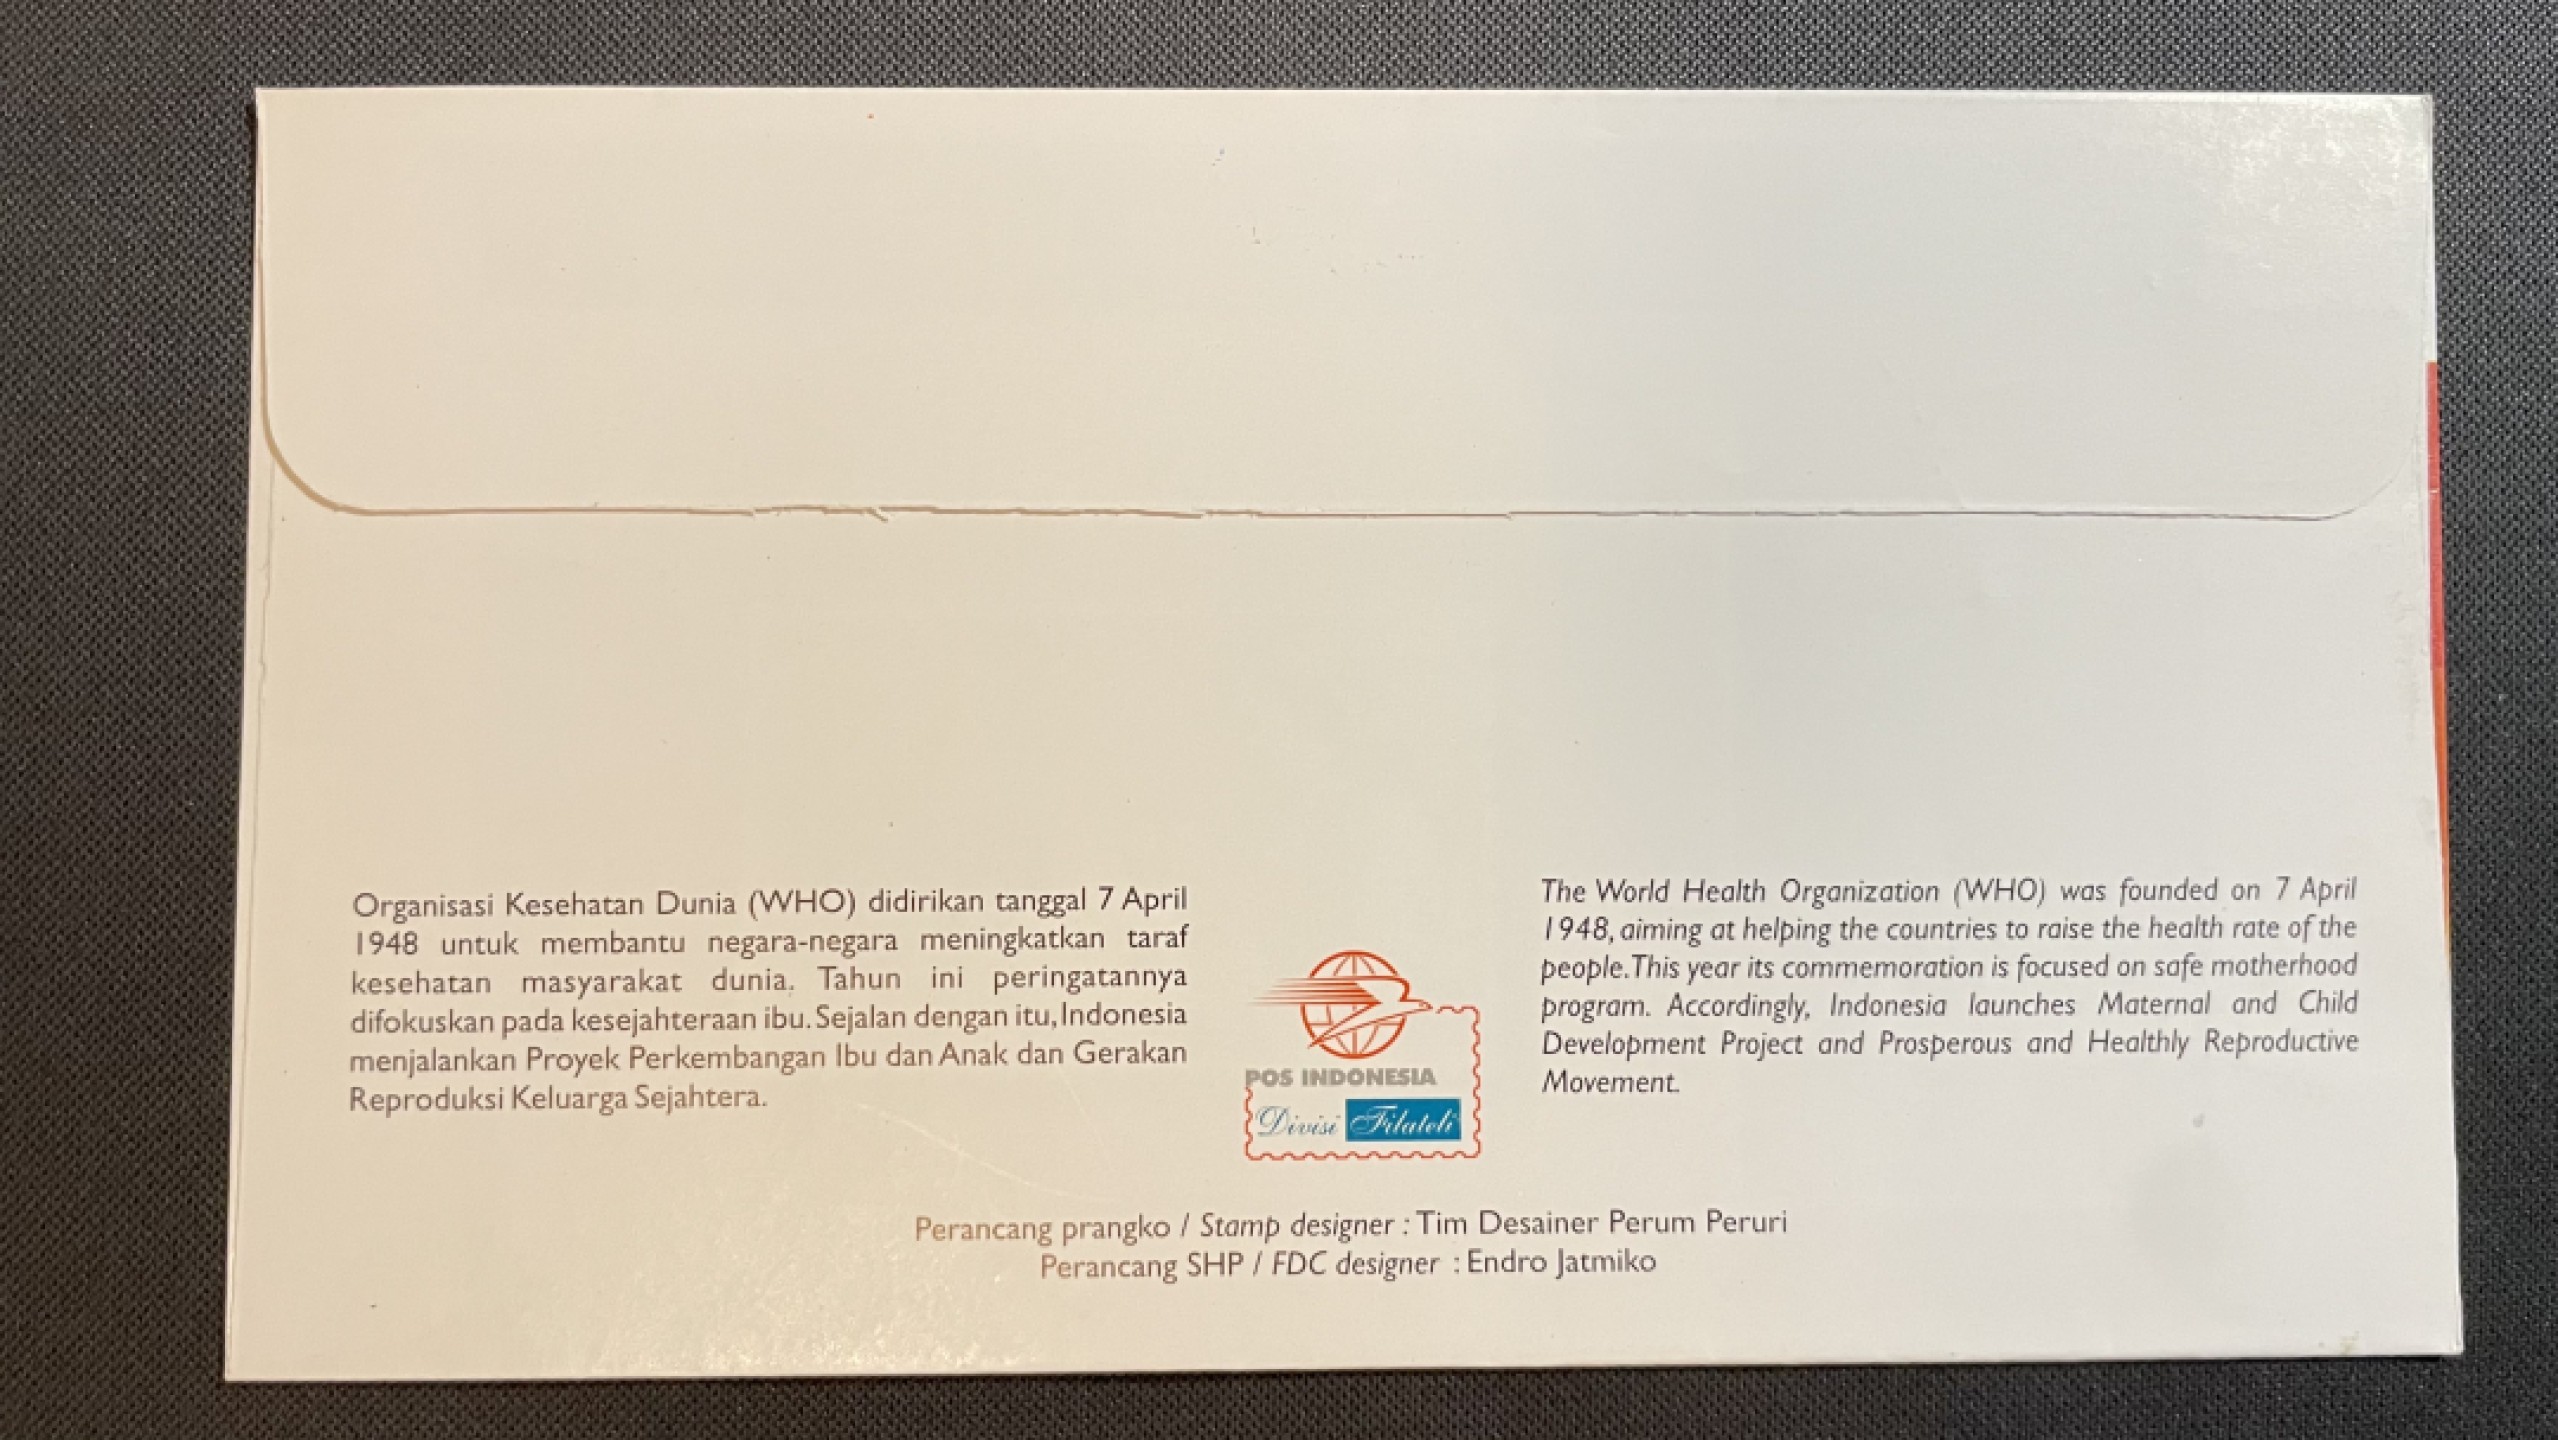 Organisasi Kesehatan Dunia (WHO) didirikan tanggal 7 April
1948 untuk membantu negara-negara meningkatkan taraf
kesehatan masyarakat dunia. Tahun ini peringatannya
difokuskan pada kesejahteraan ibu. Sejalan dengan itu, Indonesia
menjalankan Proyek Perkembangan Ibu dan Anak dan Gerakan
Reproduksi Keluarga Sejahtera.
POS INDONESIA
Divisi Filateli
The World Health Organization (WHO) was founded on 7 April
1948, aiming at helping the countries to raise the health rate of the
people. This year its commemoration is focused on safe motherhood
program. Accordingly, Indonesia launches Maternal and Child
Development Project and Prosperous and Healthly Reproductive
Movement.
Perancang prangko / Stamp designer : Tim Desainer Perum Peruri
Perancang SHP / FDC designer : Endro Jatmiko